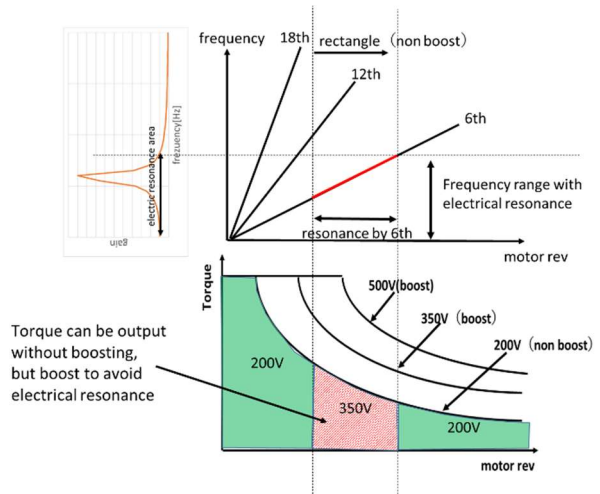 frequency
18th
rectangle (non boost)
12th
6th
frezuency[Hz]
electric resonance area
gain
Frequency range with
electrical resonance
resonance by 6th
motor rev
Torque
500V(boost)
350V (boost)
200V (non boost)
Torque can be output
without boosting,
but boost to avoid
electrical resonance
200V
350V
200V
motor rev